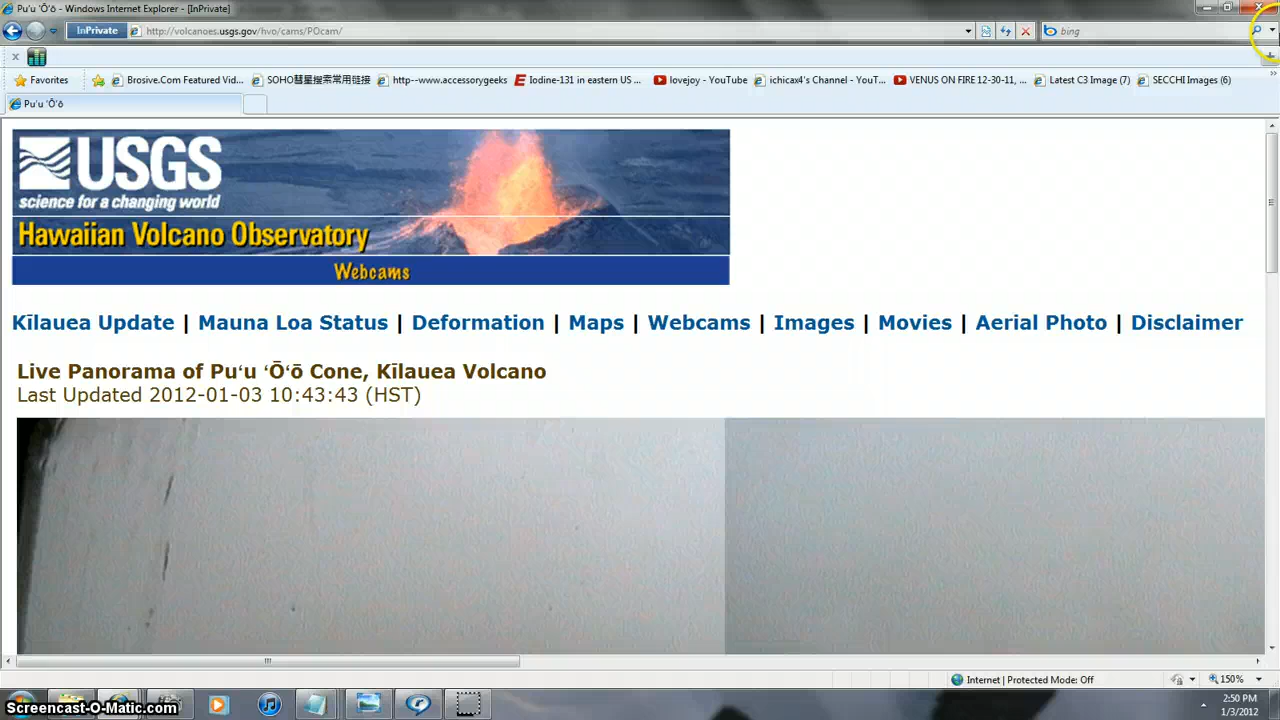 Pu'u 'Ō'ō - Windows Internet Explorer - [InPrivate]
InPrivate http://volcanoes.usgs.gov/hvo/cams/POcam/ bing
Favorites Brosive.Com Featured Vid... SOHO彗星搜索常用链接 http--www.accessorygeeks Iodine-131 in eastern US ... lovejoy - YouTube ichicax4's Channel - YouT... VENUS ON FIRE 12-30-11, ... Latest C3 Image (7) SECCHI Images (6)
Pu'u 'Ō'ō
USGS
science for a changing world
Hawaiian Volcano Observatory
Webcams
Kīlauea Update | Mauna Loa Status | Deformation | Maps | Webcams | Images | Movies | Aerial Photo | Disclaimer
Live Panorama of Pu‘u ‘Ō‘ō Cone, Kīlauea Volcano
Last Updated 2012-01-03 10:43:43 (HST)
Internet | Protected Mode: Off 150%
Screencast-O-Matic.com
2:50 PM
1/3/2012